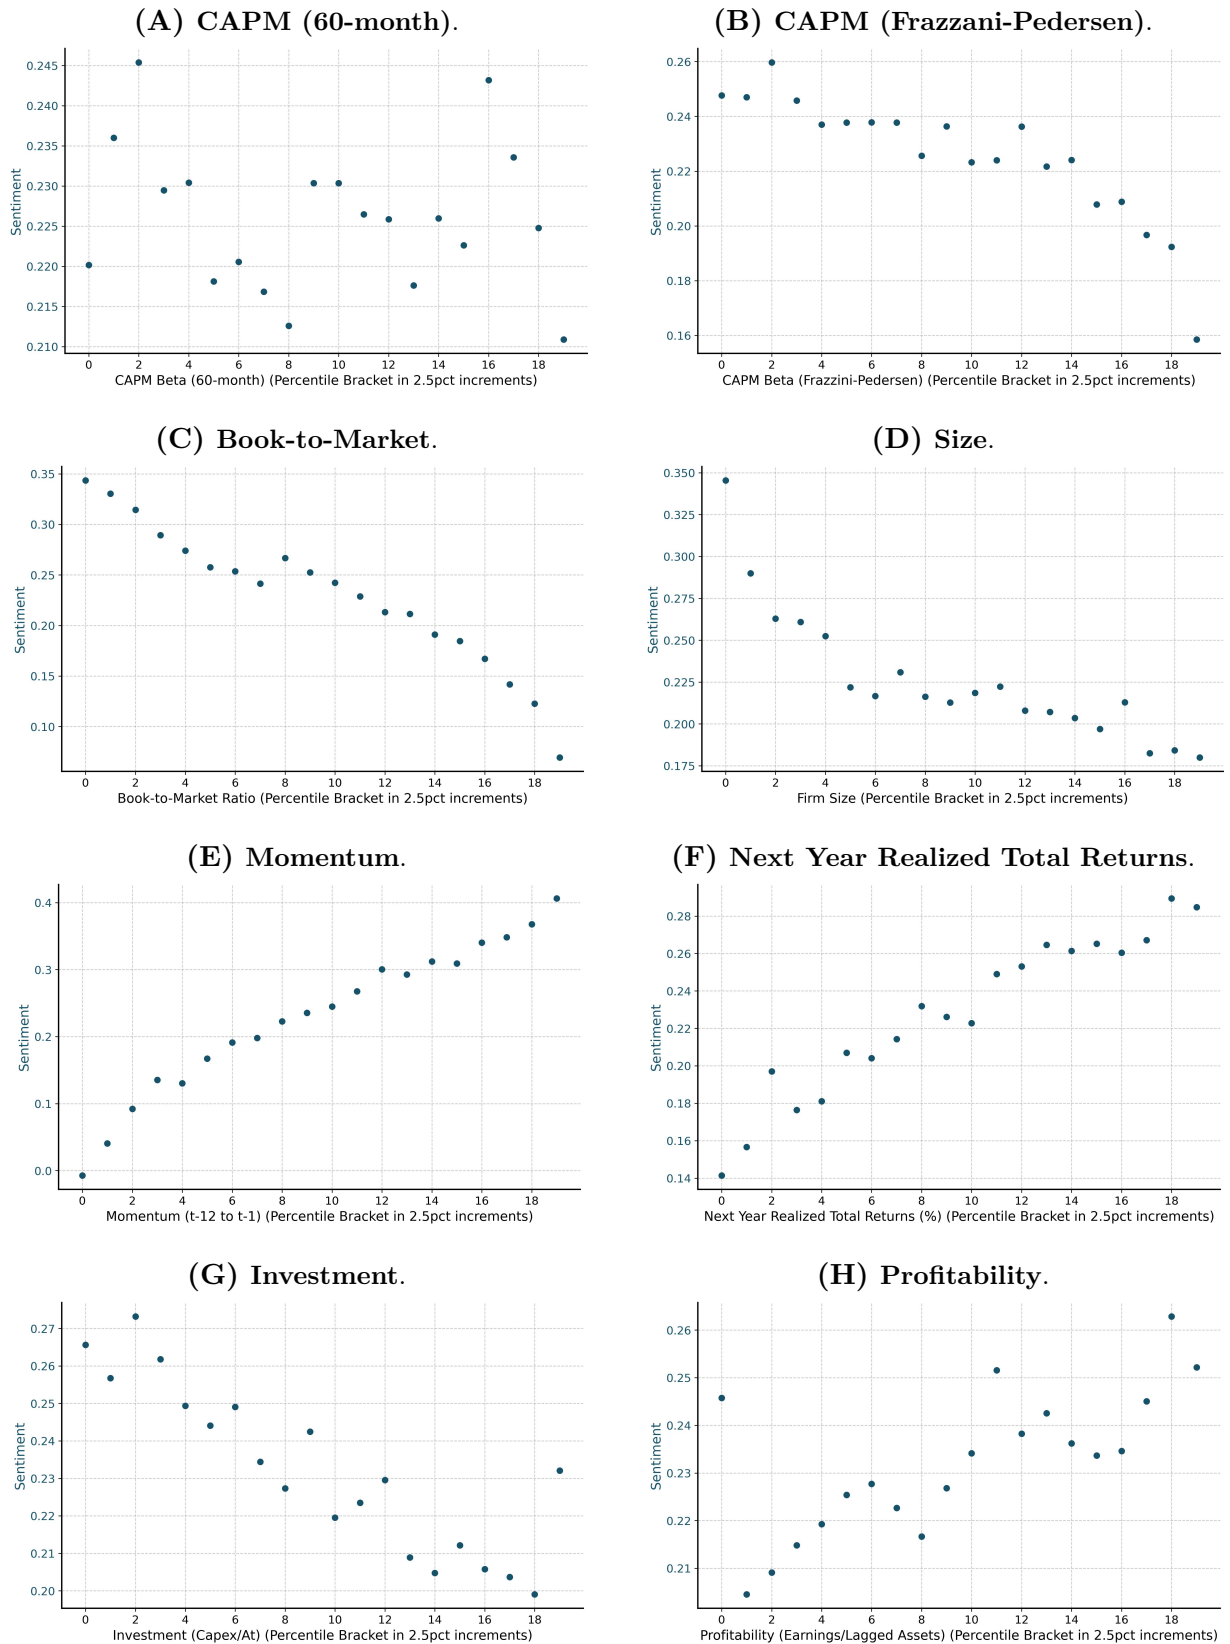 (A) CAPM (60-month).
0.245
0.240
0.235
0.230
0.225
0.220
0.215
0.210
Sentiment
0 2 4 6 8 10 12 14 16 18
CAPM Beta (60-month) (Percentile Bracket in 2.5pct increments)
(B) CAPM (Frazzani-Pedersen).
0.26
0.24
0.22
0.20
0.18
0.16
Sentiment
0 2 4 6 8 10 12 14 16 18
CAPM Beta (Frazzini-Pedersen) (Percentile Bracket in 2.5pct increments)
(C) Book-to-Market.
0.35
0.30
0.25
0.20
0.15
0.10
Sentiment
0 2 4 6 8 10 12 14 16 18
Book-to-Market Ratio (Percentile Bracket in 2.5pct increments)
(D) Size.
0.350
0.325
0.300
0.275
0.250
0.225
0.200
0.175
Sentiment
0 2 4 6 8 10 12 14 16 18
Firm Size (Percentile Bracket in 2.5pct increments)
(E) Momentum.
0.4
0.3
0.2
0.1
0.0
Sentiment
0 2 4 6 8 10 12 14 16 18
Momentum (t-12 to t-1) (Percentile Bracket in 2.5pct increments)
(F) Next Year Realized Total Returns.
0.28
0.26
0.24
0.22
0.20
0.18
0.16
0.14
Sentiment
0 2 4 6 8 10 12 14 16 18
Next Year Realized Total Returns (%) (Percentile Bracket in 2.5pct increments)
(G) Investment.
0.27
0.26
0.25
0.24
0.23
0.22
0.21
0.20
Sentiment
0 2 4 6 8 10 12 14 16 18
Investment (Capex/At) (Percentile Bracket in 2.5pct increments)
(H) Profitability.
0.26
0.25
0.24
0.23
0.22
0.21
Sentiment
0 2 4 6 8 10 12 14 16 18
Profitability (Earnings/Lagged Assets) (Percentile Bracket in 2.5pct increments)